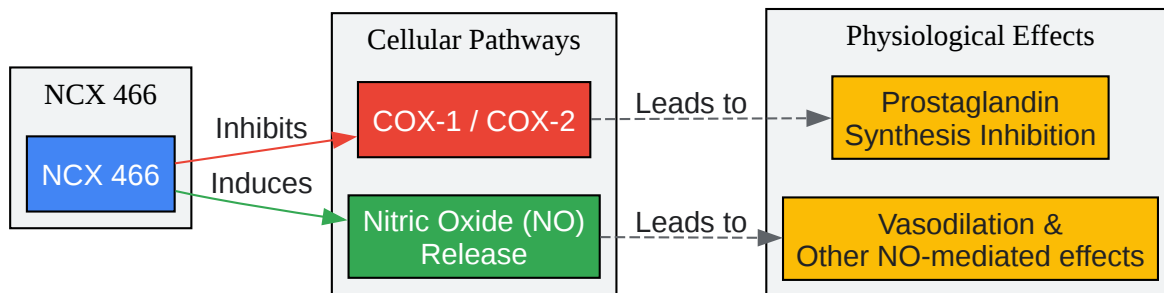 NCX 466
NCX 466
Inhibits
Induces
Cellular Pathways
COX-1 / COX-2
Nitric Oxide (NO)
Release
Leads to
Leads to
Physiological Effects
Prostaglandin
Synthesis Inhibition
Vasodilation &
Other NO-mediated effects